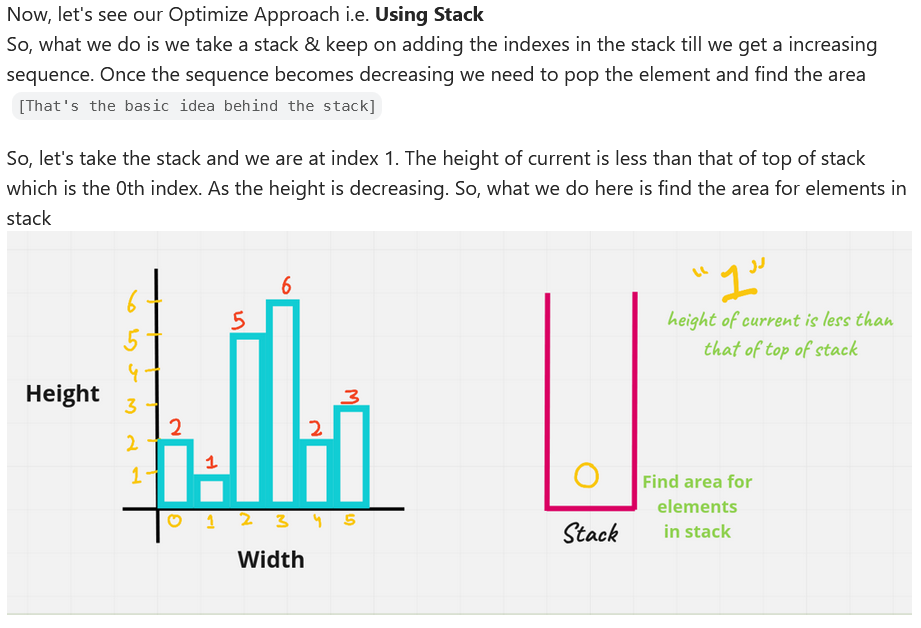 Now, let's see our Optimize Approach i.e. Using Stack
So, what we do is we take a stack & keep on adding the indexes in the stack till we get a increasing
sequence. Once the sequence becomes decreasing we need to pop the element and find the area
[That's the basic idea behind the stack]
So, let's take the stack and we are at index 1. The height of current is less than that of top of stack
which is the 0th index. As the height is decreasing. So, what we do here is find the area for elements in
stack
"1"
height of current is less than
that of top of stack
6
6
5
5
4
Height
3
3
2
2
2
1
1
0
Find area for
elements
in stack
0 1 2 3 4 5
Stack
Width